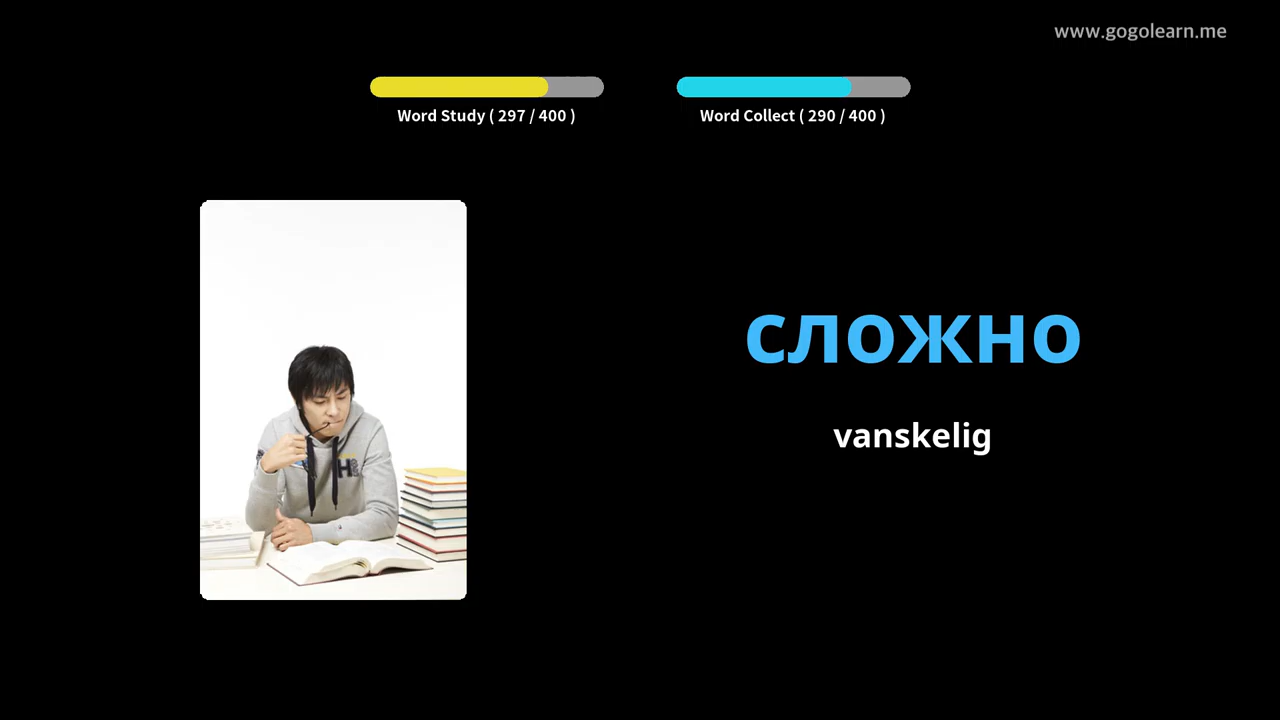 www.gogolearn.me
Word Study ( 297 / 400 )
Word Collect ( 290 / 400 )
сложно
vanskelig
H